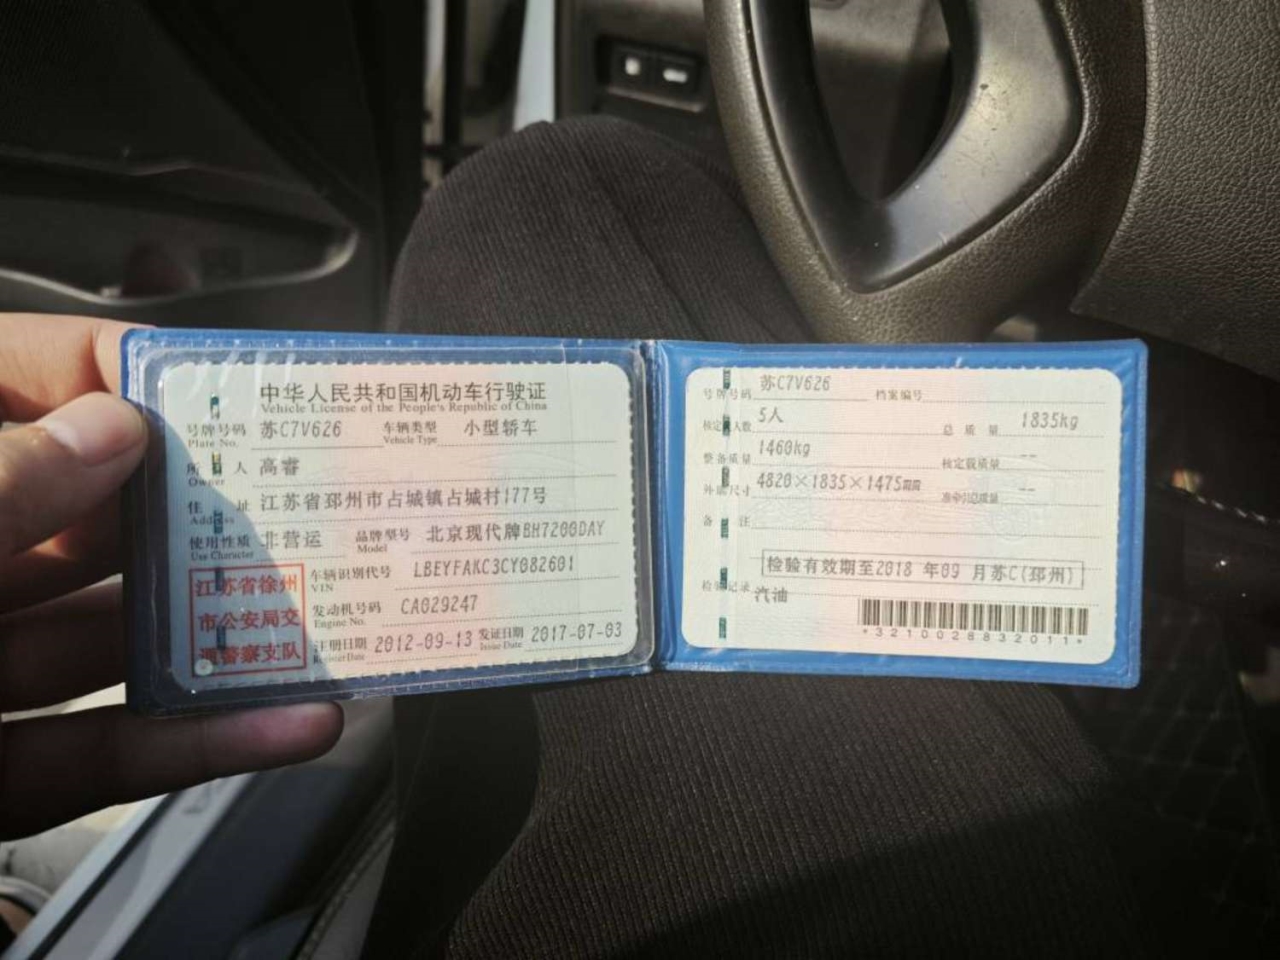 中华人民共和国机动车行驶证
Vehicle License of the People's Republic of China
号牌号码 苏C7V626 车辆类型 小型轿车
Plate No. Vehicle Type
所 人 高睿
Owner
住 址 江苏省邳州市占城镇占城村177号
Address
使用性质 非营运 品牌型号 北京现代牌BH7200DAY
Use Character Model
江苏省徐州
市公安局交
通警察支队
车辆识别代号 LBEYFAKC3CY082601
VIN
发动机号码 CA029247
Engine No.
注册日期 2012-09-13 发证日期 2017-07-03
Register Date Issue Date
号牌号码 苏C7V626 档案编号
核定 人数 5人 总 质 量 1835kg
整备质量 1460kg 核定载质量 --
外廓尺寸 4820×1835×1475 准牵引总质量 --
备 注
检验有效期至2018 年09 月苏C(邳州)
检 记录 汽油
*3210028832011*